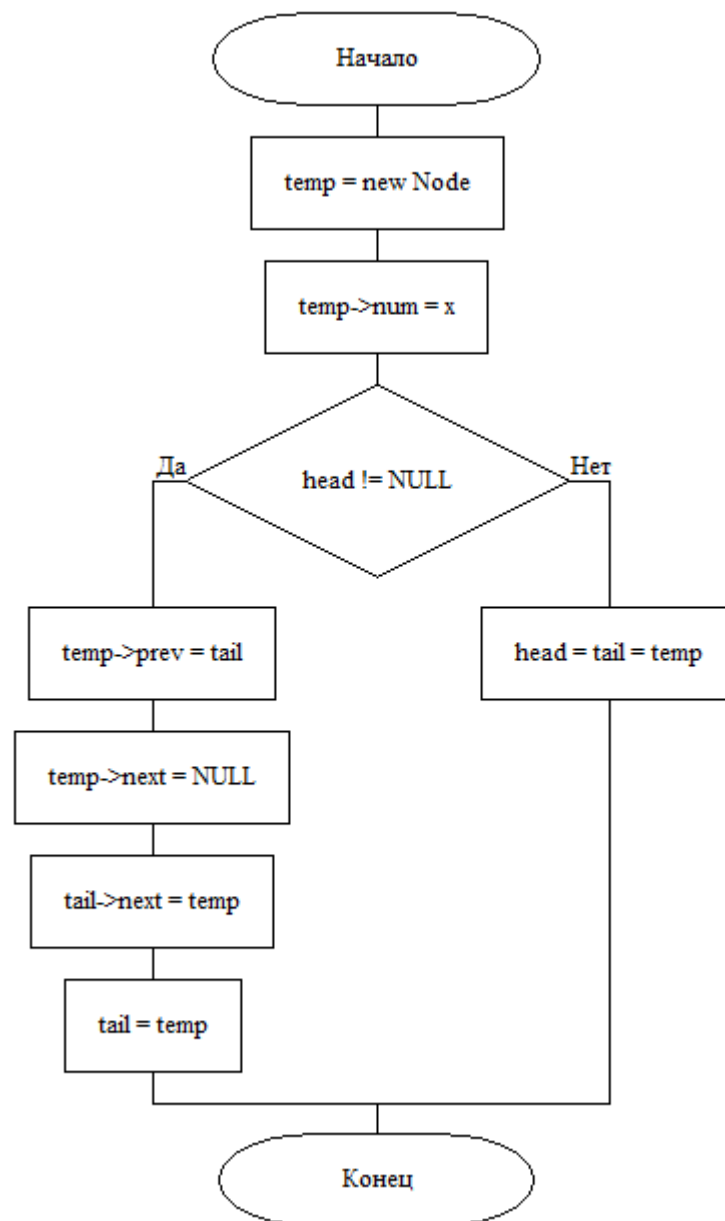 Начало
temp = new Node
temp->num = x
Да
head != NULL
Нет
temp->prev = tail
head = tail = temp
temp->next = NULL
tail->next = temp
tail = temp
Конец